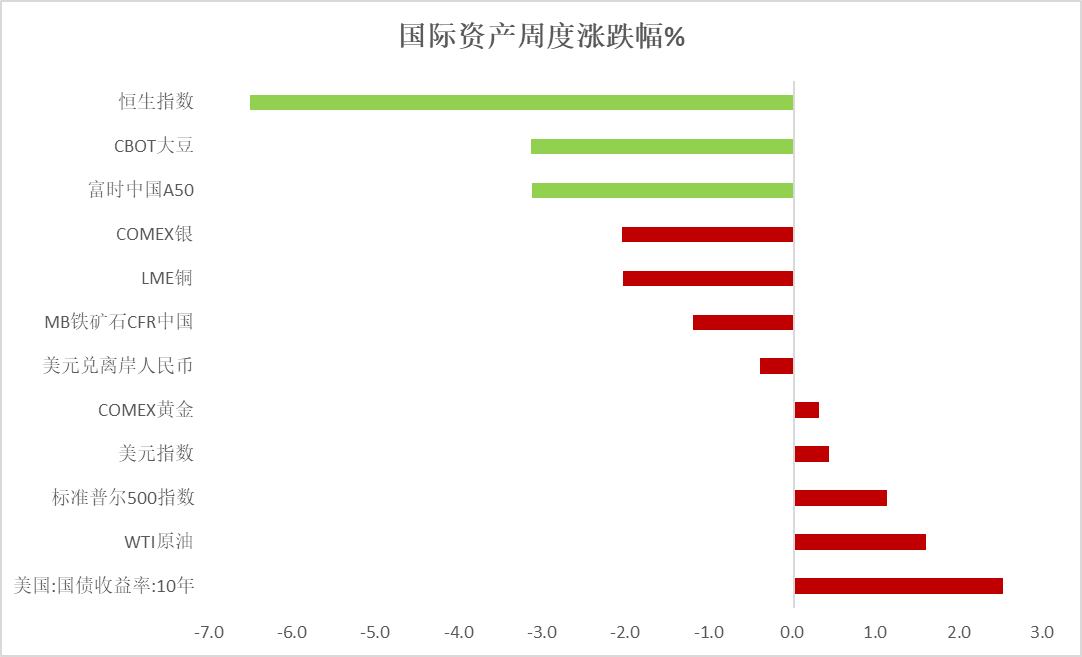 国际资产周度涨跌幅%
恒生指数
CBOT大豆
富时中国A50
COMEX银
LME铜
MB铁矿石CFR中国
美元兑离岸人民币
COMEX黄金
美元指数
标准普尔500指数
WTI原油
美国:国债收益率:10年
-7.0 -6.0 -5.0 -4.0 -3.0 -2.0 -1.0 0.0 1.0 2.0 3.0